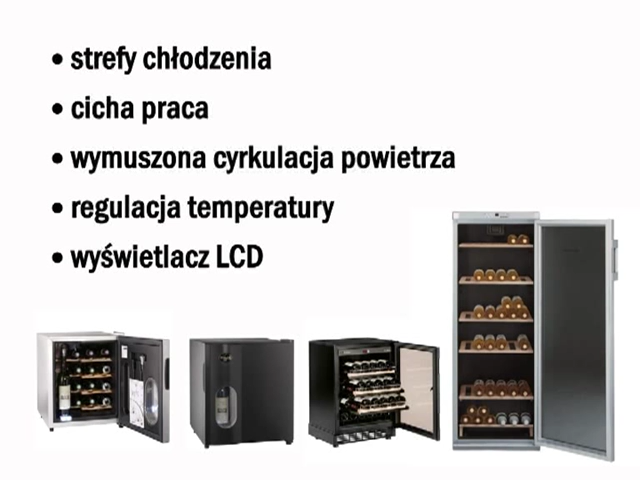 • strefy chłodzenia
• cicha praca
• wymuszona cyrkulacja powietrza
• regulacja temperatury
• wyświetlacz LCD